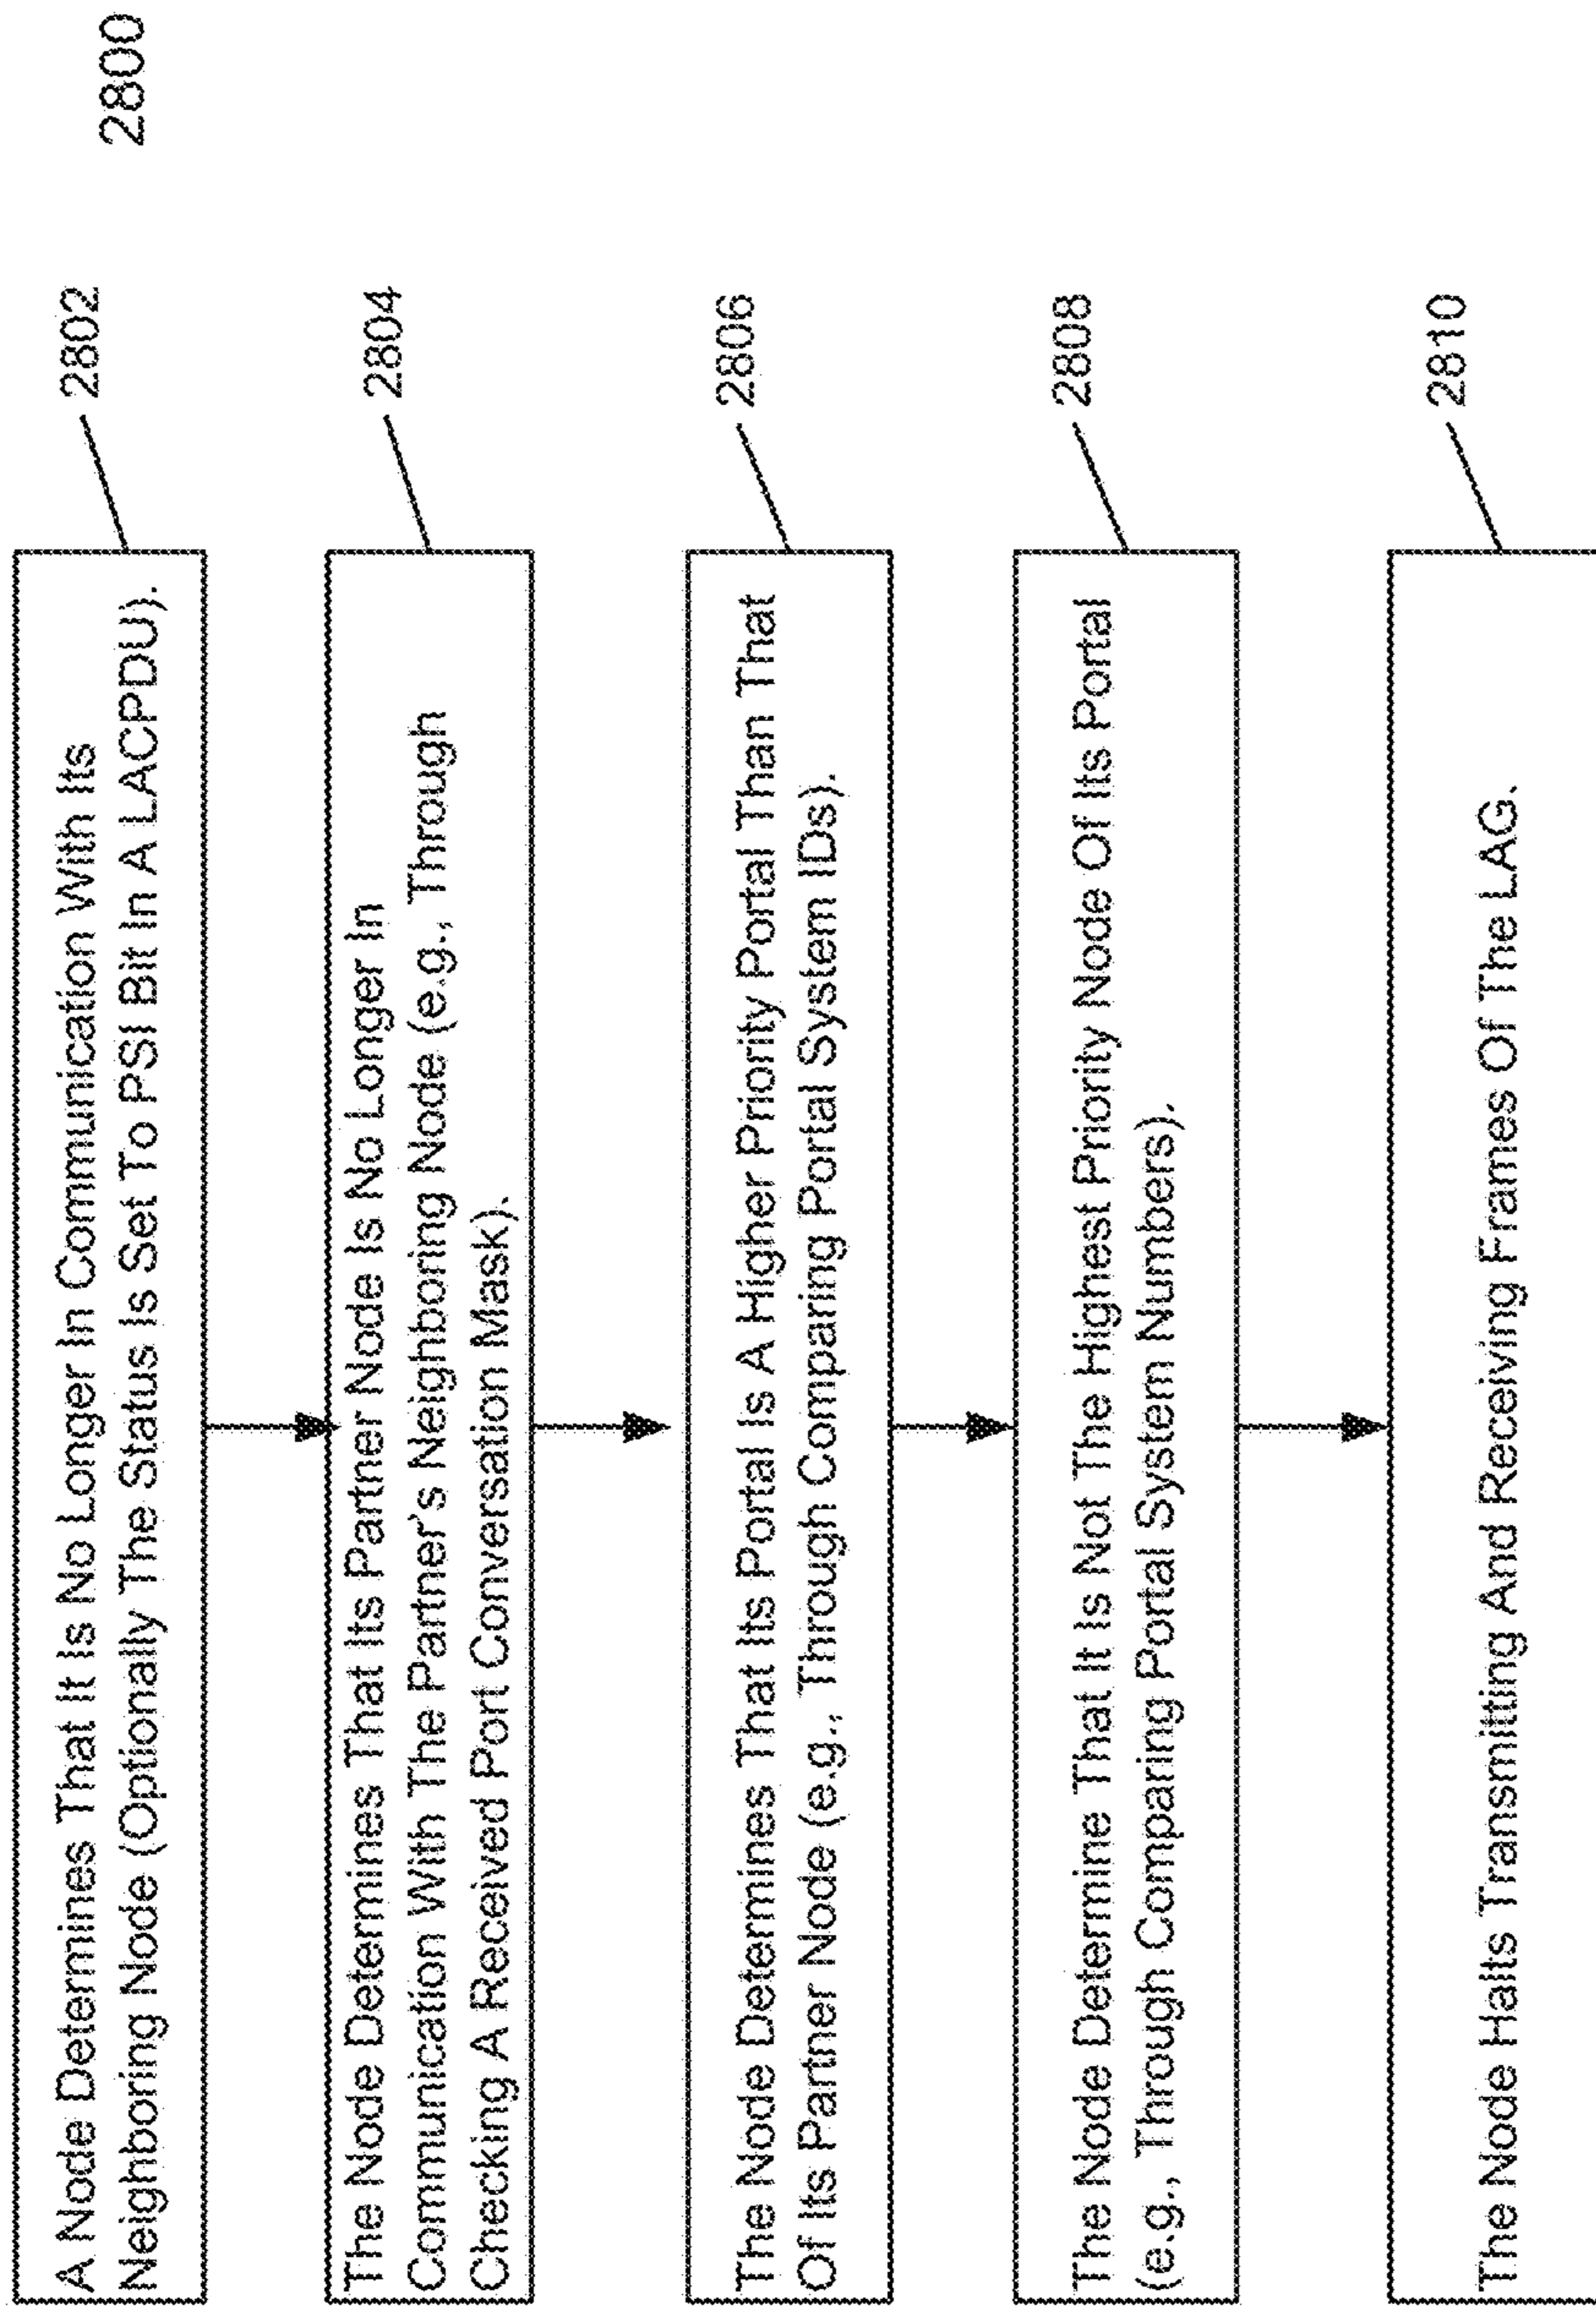 2800
A Node Determines That It Is No Longer In Communication With Its
Neighboring Node (Optionally The Status Is Set To PSI Bit In A LACPDU).
2802
The Node Determines That Its Partner Node Is No Longer In
Communication With The Partner's Neighboring Node (e.g., Through
Checking A Received Port Conversation Mask).
2804
The Node Determines That Its Portal Is A Higher Priority Portal Than That
Of Its Partner Node (e.g., Through Comparing Portal System IDs).
2806
The Node Determine That It Is Not The Highest Priority Node Of Its Portal
(e.g., Through Comparing Portal System Numbers).
2808
The Node Halts Transmitting And Receiving Frames Of The LAG.
2810